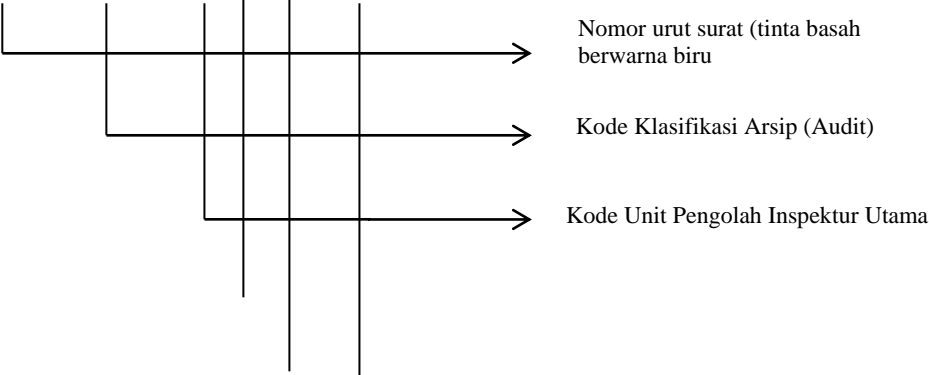 Nomor urut surat (tinta basah
berwarna biru
Kode Klasifikasi Arsip (Audit)
Kode Unit Pengolah Inspektur Utama